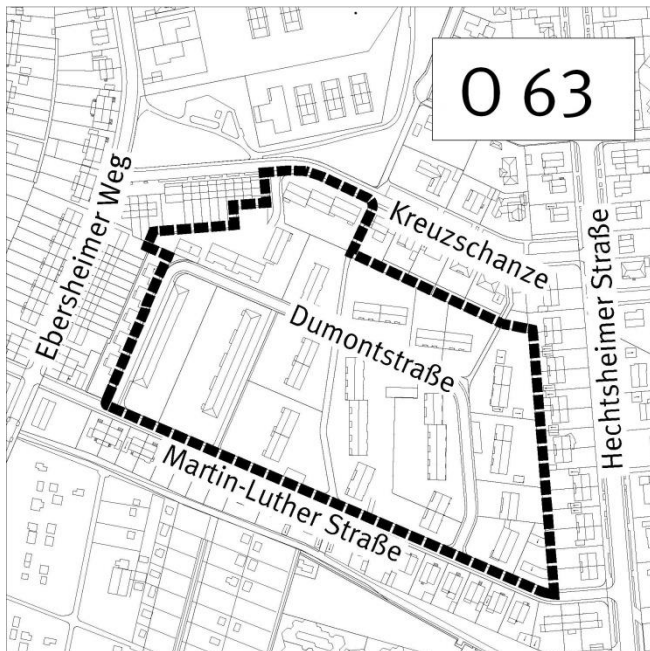 O 63
Ebersheimer Weg
Kreuzschanze
Hechtsheimer Straße
Dumontstraße
Martin-Luther Straße